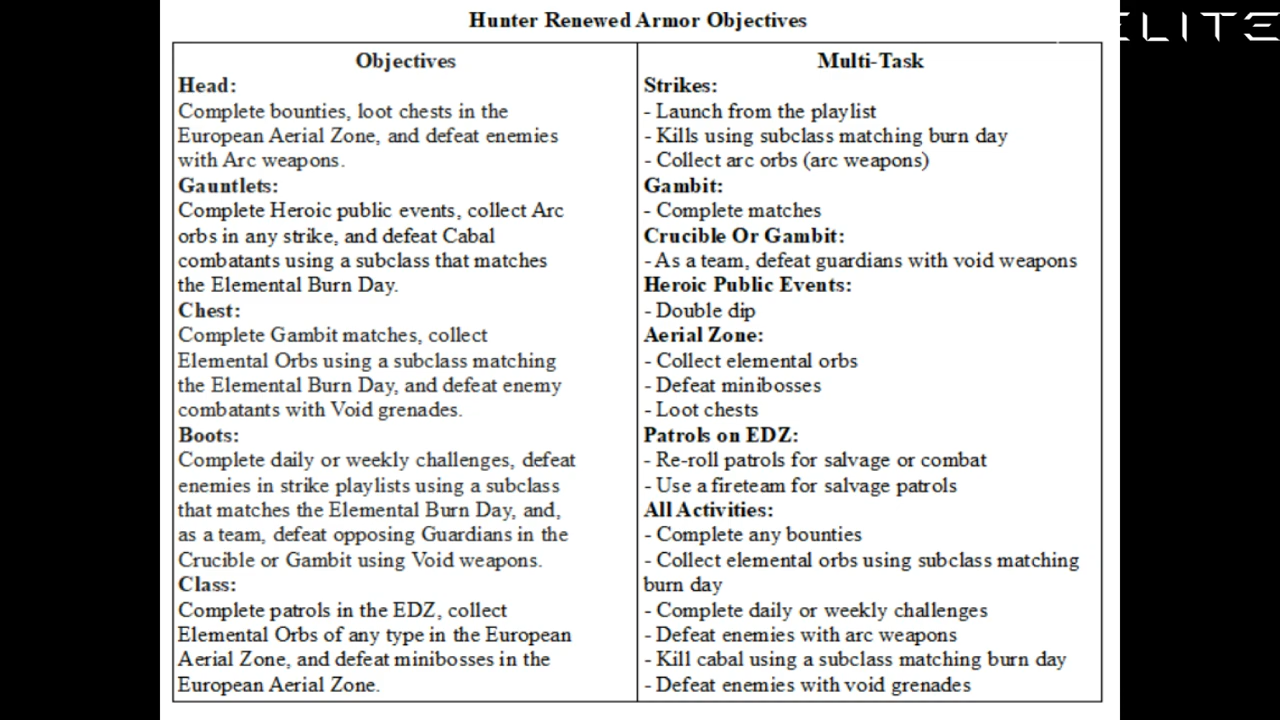 Hunter Renewed Armor Objectives
ELITE
Objectives
Head:
Complete bounties, loot chests in the
European Aerial Zone, and defeat enemies
with Arc weapons.
Gauntlets:
Complete Heroic public events, collect Arc
orbs in any strike, and defeat Cabal
combatants using a subclass that matches
the Elemental Burn Day.
Chest:
Complete Gambit matches, collect
Elemental Orbs using a subclass matching
the Elemental Burn Day, and defeat enemy
combatants with Void grenades.
Boots:
Complete daily or weekly challenges, defeat
enemies in strike playlists using a subclass
that matches the Elemental Burn Day, and,
as a team, defeat opposing Guardians in the
Crucible or Gambit using Void weapons.
Class:
Complete patrols in the EDZ, collect
Elemental Orbs of any type in the European
Aerial Zone, and defeat minibosses in the
European Aerial Zone.
Multi-Task
Strikes:
- Launch from the playlist
- Kills using subclass matching burn day
- Collect arc orbs (arc weapons)
Gambit:
- Complete matches
Crucible Or Gambit:
- As a team, defeat guardians with void weapons
Heroic Public Events:
- Double dip
Aerial Zone:
- Collect elemental orbs
- Defeat minibosses
- Loot chests
Patrols on EDZ:
- Re-roll patrols for salvage or combat
- Use a fireteam for salvage patrols
All Activities:
- Complete any bounties
- Collect elemental orbs using subclass matching
burn day
- Complete daily or weekly challenges
- Defeat enemies with arc weapons
- Kill cabal using a subclass matching burn day
- Defeat enemies with void grenades